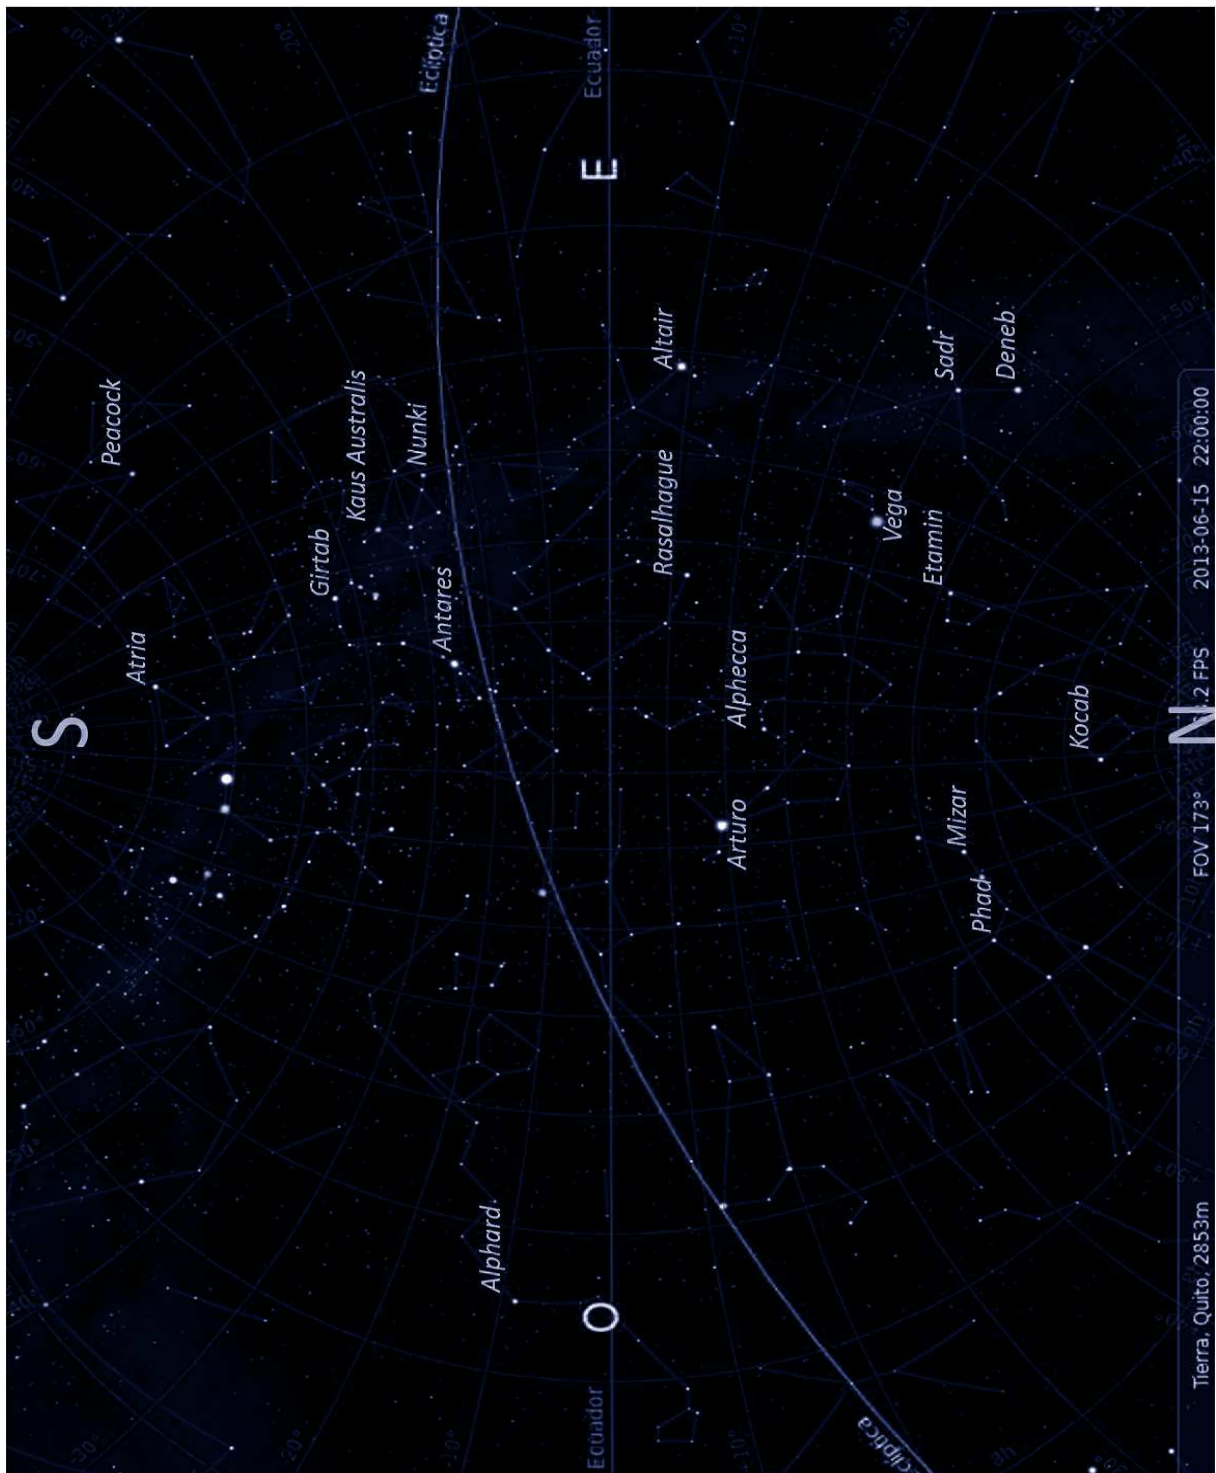 Eclíptica
Ecuador
E
S
N
O
Peacock
Kaus Australis
Nunki
Altair
Sadr
Deneb
Girtab
Antares
Rasalhague
Vega
Etamin
Atria
Alphecca
Kocab
Arturo
Mizar
Phad
Alphard
Ecuador
Tierra, Quito, 2853m FOV 173° .2 FPS 2013-06-15 22:00:00